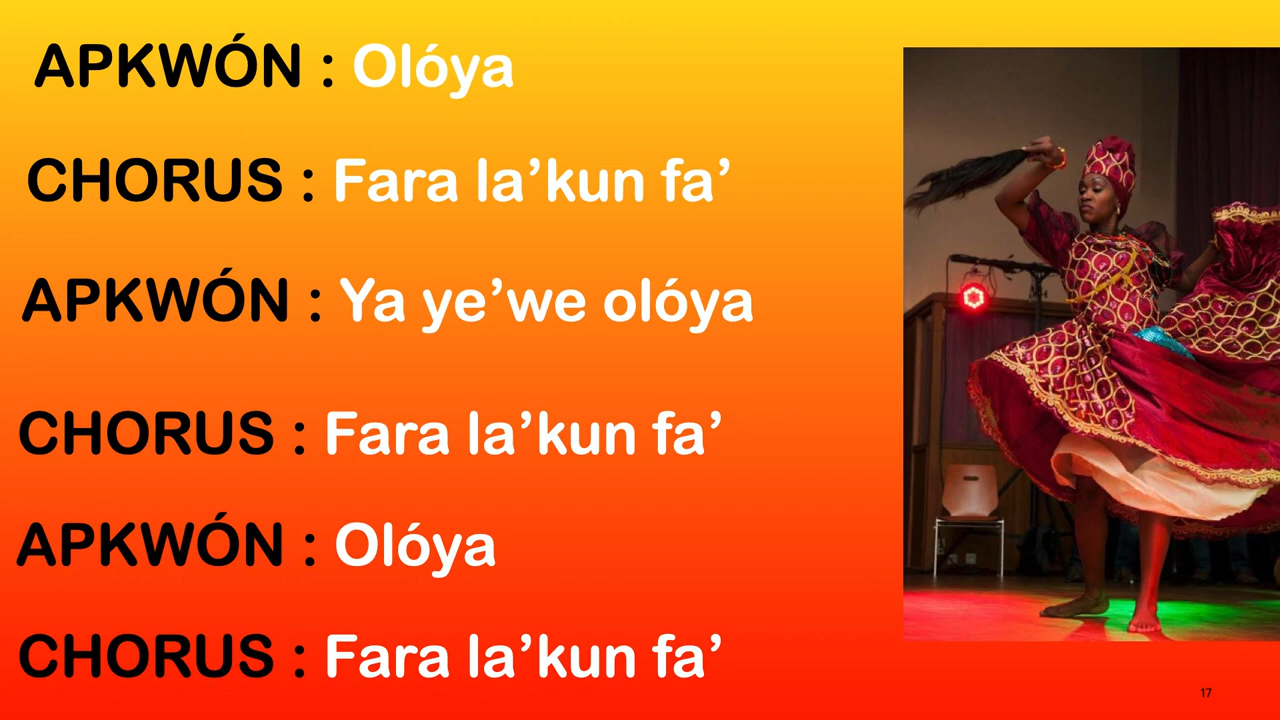 APKWÓN : Olóya
CHORUS : Fara la’kun fa’
APKWÓN : Ya ye’we olóya
CHORUS : Fara la’kun fa’
APKWÓN : Olóya
CHORUS : Fara la’kun fa’
17